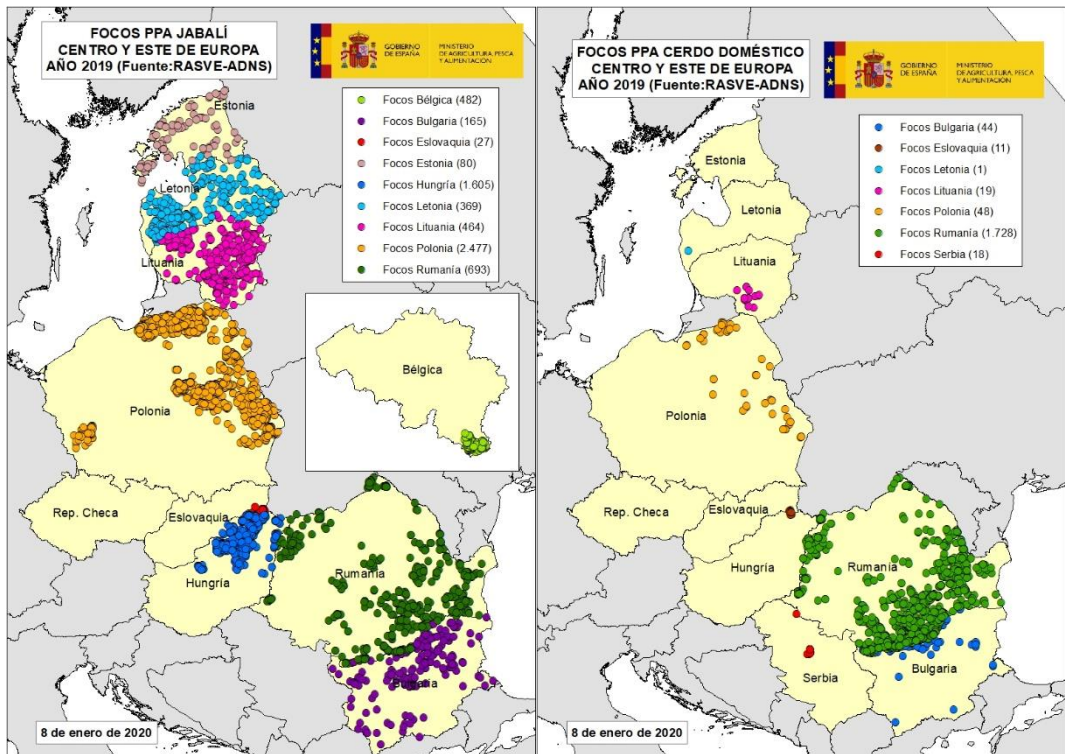 FOCOS PPA JABALÍ
CENTRO Y ESTE DE EUROPA
AÑO 2019 (Fuente:RASVE-ADNS)
GOBIERNO
DE ESPAÑA
MINISTERIO
DE AGRICULTURA, PESCA
Y ALIMENTACIÓN
Focos Bélgica (482)
Focos Bulgaria (165)
Focos Eslovaquia (27)
Focos Estonia (80)
Focos Hungría (1.605)
Focos Letonia (369)
Focos Lituania (464)
Focos Polonia (2.477)
Focos Rumanía (693)
Estonia
Letonia
Lituania
Bélgica
Polonia
Rep. Checa
Eslovaquia
Hungría
Rumanía
Bulgaria
8 de enero de 2020
FOCOS PPA CERDO DOMÉSTICO
CENTRO Y ESTE DE EUROPA
AÑO 2019 (Fuente:RASVE-ADNS)
GOBIERNO
DE ESPAÑA
MINISTERIO
DE AGRICULTURA, PESCA
Y ALIMENTACIÓN
Focos Bulgaria (44)
Focos Eslovaquia (11)
Focos Letonia (1)
Focos Lituania (19)
Focos Polonia (48)
Focos Rumanía (1.728)
Focos Serbia (18)
Estonia
Letonia
Lituania
Polonia
Rep. Checa
Eslovaquia
Hungría
Rumanía
Serbia
Bulgaria
8 de enero de 2020